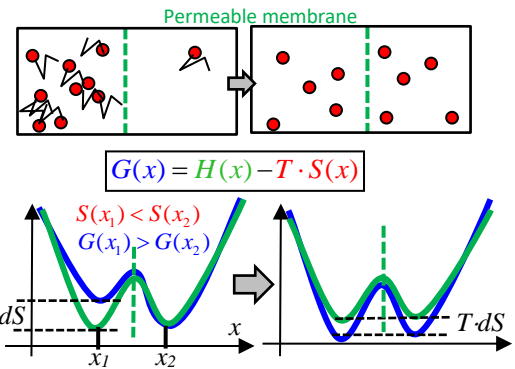 Permeable membrane
G(x) = H(x) − T · S(x)
S(x₁) < S(x₂)
G(x₁) > G(x₂)
dS
x
x₁
x₂
T·dS